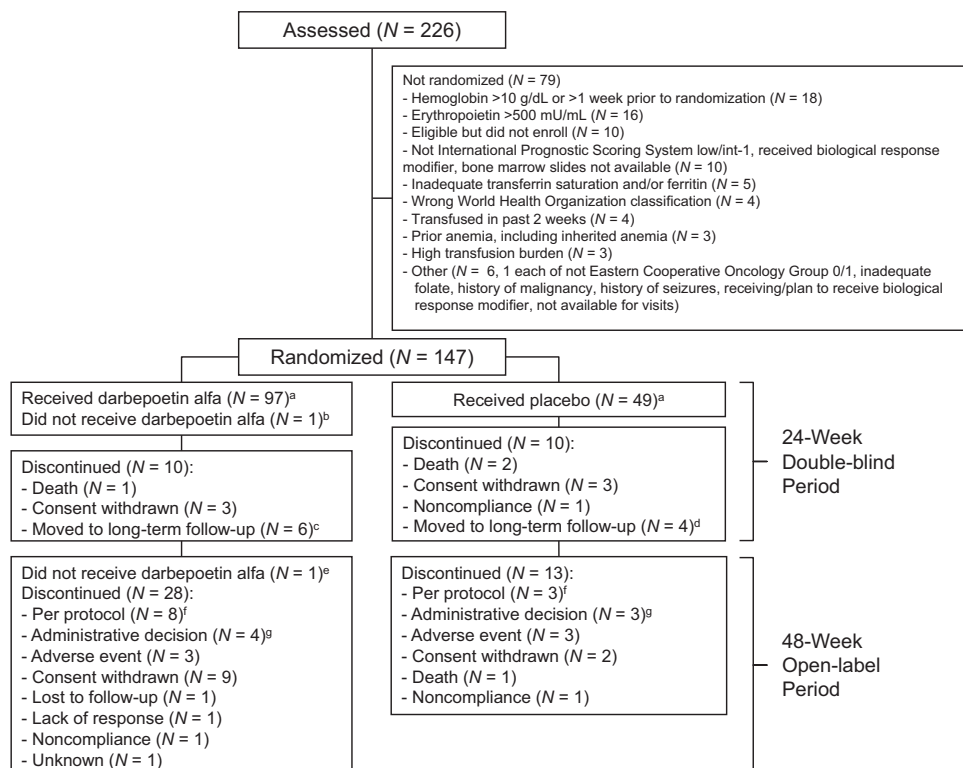 Assessed (N = 226)
Not randomized (N = 79)
- Hemoglobin >10 g/dL or >1 week prior to randomization (N = 18)
- Erythropoietin >500 mU/mL (N = 16)
- Eligible but did not enroll (N = 10)
- Not International Prognostic Scoring System low/int-1, received biological response
modifier, bone marrow slides not available (N = 10)
- Inadequate transferrin saturation and/or ferritin (N = 5)
- Wrong World Health Organization classification (N = 4)
- Transfused in past 2 weeks (N = 4)
- Prior anemia, including inherited anemia (N = 3)
- High transfusion burden (N = 3)
- Other (N = 6, 1 each of not Eastern Cooperative Oncology Group 0/1, inadequate
folate, history of malignancy, history of seizures, receiving/plan to receive biological
response modifier, not available for visits)
Randomized (N = 147)
Received darbepoetin alfa (N = 97)ᵃ
Did not receive darbepoetin alfa (N = 1)ᵇ
Received placebo (N = 49)ᵃ
Discontinued (N = 10):
- Death (N = 1)
- Consent withdrawn (N = 3)
- Moved to long-term follow-up (N = 6)ᶜ
Discontinued (N = 10):
- Death (N = 2)
- Consent withdrawn (N = 3)
- Noncompliance (N = 1)
- Moved to long-term follow-up (N = 4)ᵈ
24-Week
Double-blind
Period
Did not receive darbepoetin alfa (N = 1)ᵉ
Discontinued (N = 28):
- Per protocol (N = 8)ᶠ
- Administrative decision (N = 4)ᵍ
- Adverse event (N = 3)
- Consent withdrawn (N = 9)
- Lost to follow-up (N = 1)
- Lack of response (N = 1)
- Noncompliance (N = 1)
- Unknown (N = 1)
Discontinued (N = 13):
- Per protocol (N = 3)ᶠ
- Administrative decision (N = 3)ᵍ
- Adverse event (N = 3)
- Consent withdrawn (N = 2)
- Death (N = 1)
- Noncompliance (N = 1)
48-Week
Open-label
Period